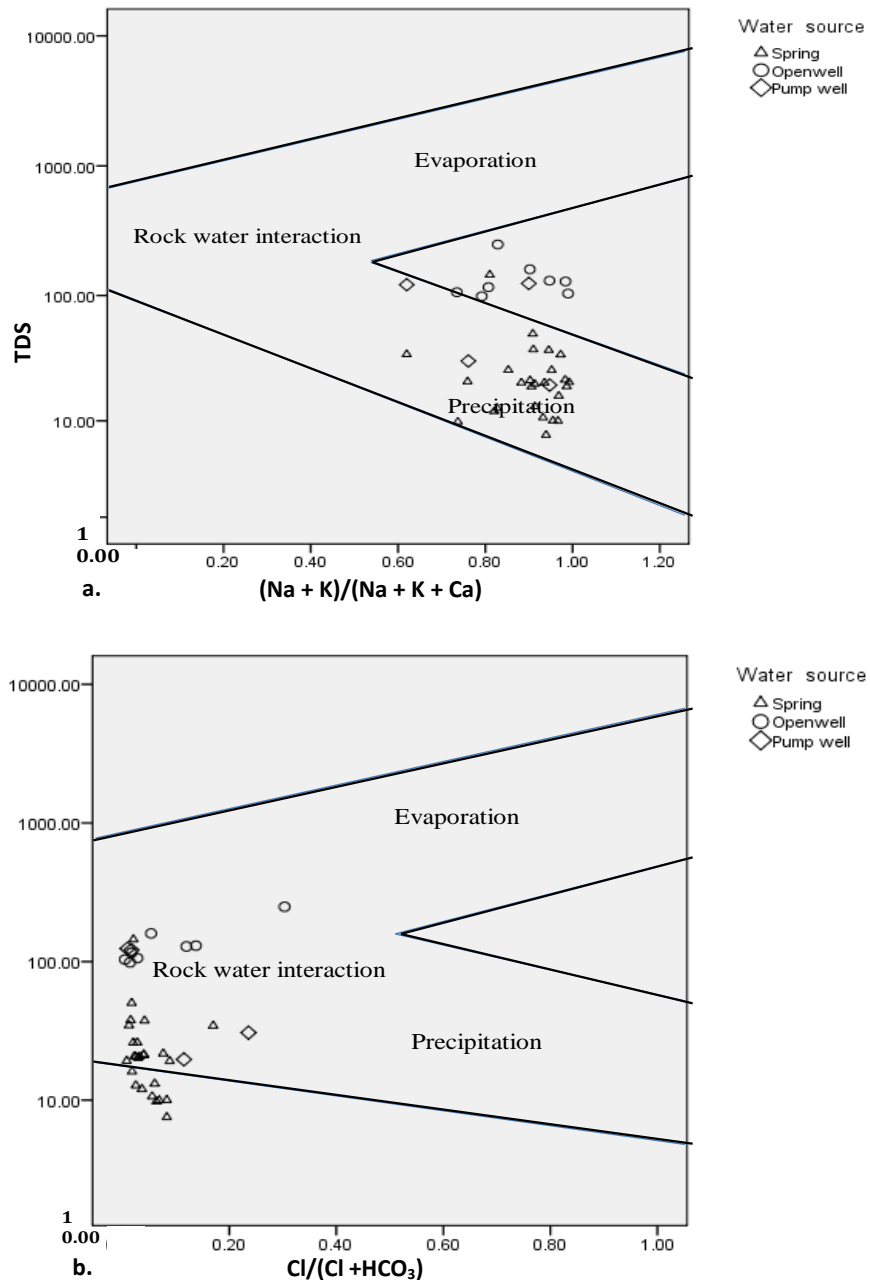 Water source
Spring
Openwell
Pump well
10000.00
1000.00
100.00
10.00
1
0.00
TDS
Evaporation
Rock water interaction
Precipitation
0.20
0.40
0.60
0.80
1.00
1.20
a.
(Na + K)/(Na + K + Ca)
Water source
Spring
Openwell
Pump well
10000.00
1000.00
100.00
10.00
1
0.00
Evaporation
Rock water interaction
Precipitation
0.20
0.40
0.60
0.80
1.00
b.
Cl/(Cl +HCO₃)